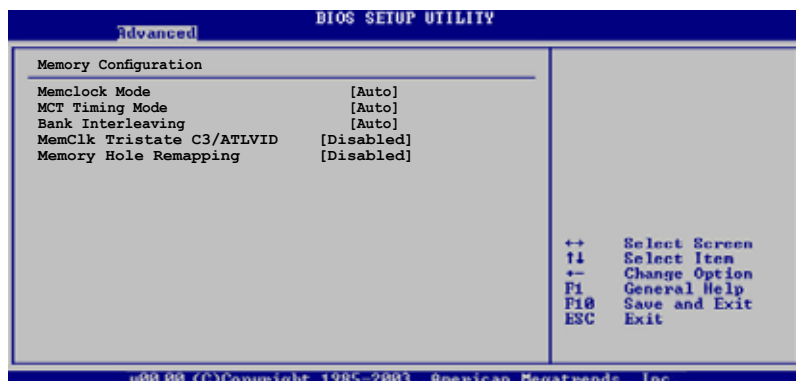 BIOS SETUP UTILITY
Advanced
Memory Configuration
Memclock Mode [Auto]
MCT Timing Mode [Auto]
Bank Interleaving [Auto]
MemClk Tristate C3/ATLVID [Disabled]
Memory Hole Remapping [Disabled]
↔ Select Screen
↑↓ Select Item
+- Change Option
F1 General Help
F10 Save and Exit
ESC Exit
v00.00 (C)Copyright 1985-2003, American Megatrends, Inc